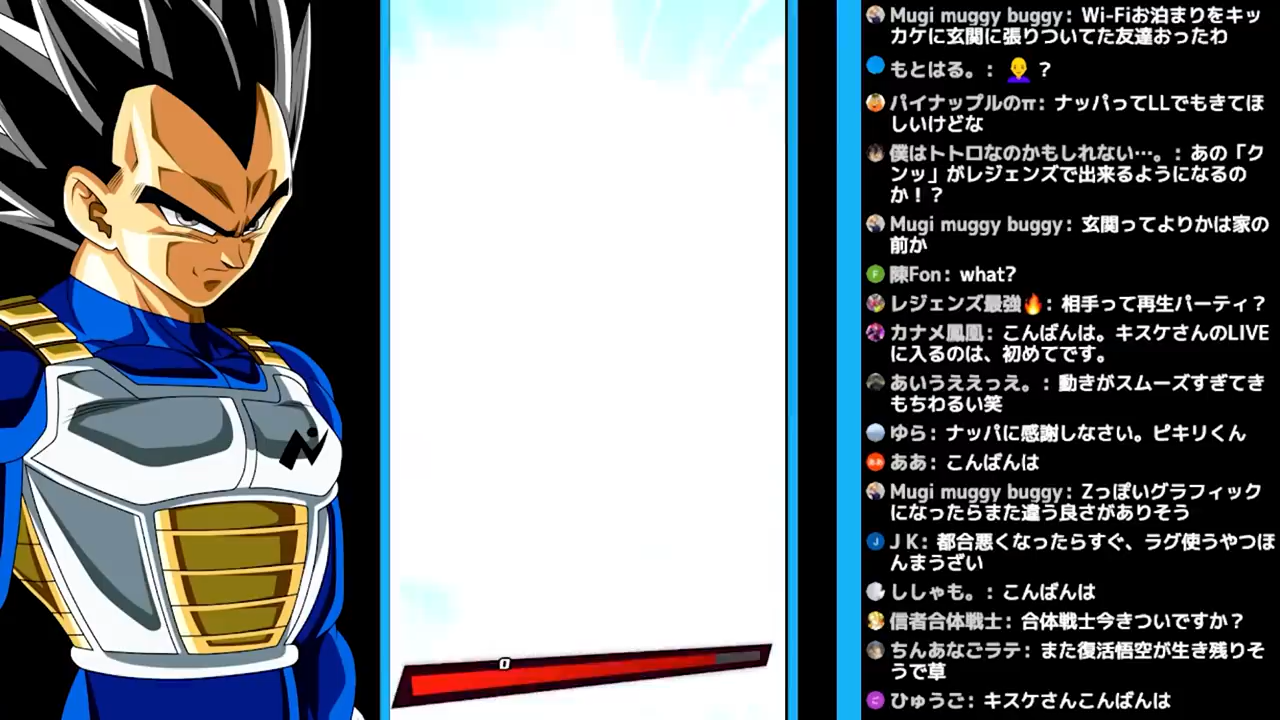 Mugi muggy buggy: Wi-Fiお泊まりをキッ
カケに玄関に張りついてた友達おったわ
もとはる。: ?
パイナップルのπ: ナッパってLLでもきてほ
しいけどな
僕はトトロなのかもしれない…。: あの「ク
ンッ」がレジェンズで出来るようになるの
か！？
Mugi muggy buggy: 玄関ってよりかは家の
前か
陳Fon: what?
レジェンズ最強🔥: 相手って再生パーティ？
カナメ鳳凰: こんばんは。キスケさんのLIVE
に入るのは、初めてです。
あいうええっえ。: 動きがスムーズすぎてき
もちわるい笑
ゆら: ナッパに感謝しなさい。ピキリくん
ああ: こんばんは
Mugi muggy buggy: Zっぽいグラフィック
になったらまた違う良さがありそう
J K: 都合悪くなったらすぐ、ラグ使うやつほ
んまうざい
ししゃも。: こんばんは
信者合体戦士: 合体戦士今きついですか？
ちんあなごラテ: また復活悟空が生き残りそ
うで草
ひゅうご: キスケさんこんばんは
0